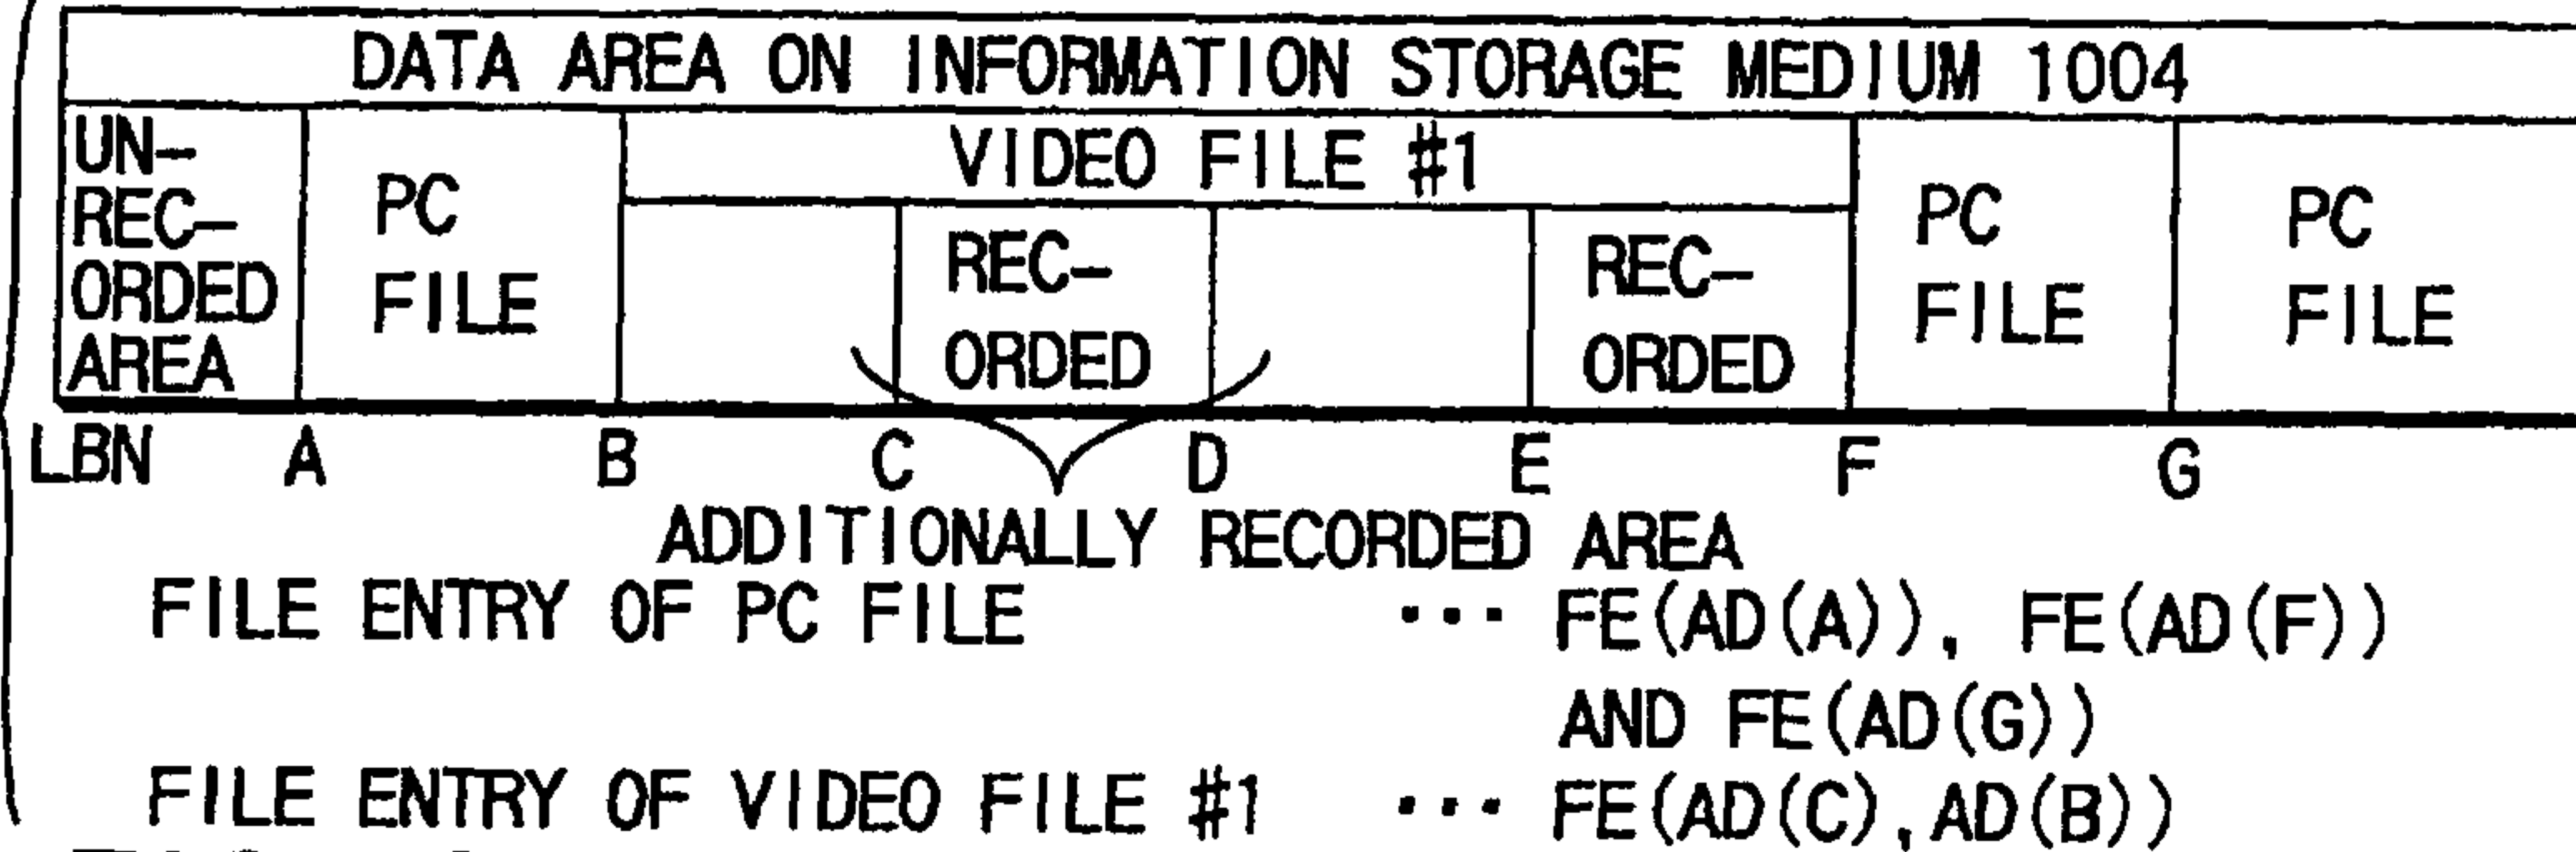 DATA AREA ON INFORMATION STORAGE MEDIUM 1004
UN-
REC-
ORDED
AREA
PC
FILE
VIDEO FILE #1
REC-
ORDED
REC-
ORDED
PC
FILE
PC
FILE
LBN A B C D E F G
ADDITIONALLY RECORDED AREA
FILE ENTRY OF PC FILE ··· FE(AD(A)), FE(AD(F))
AND FE(AD(G))
FILE ENTRY OF VIDEO FILE #1 ··· FE(AD(C),AD(B))